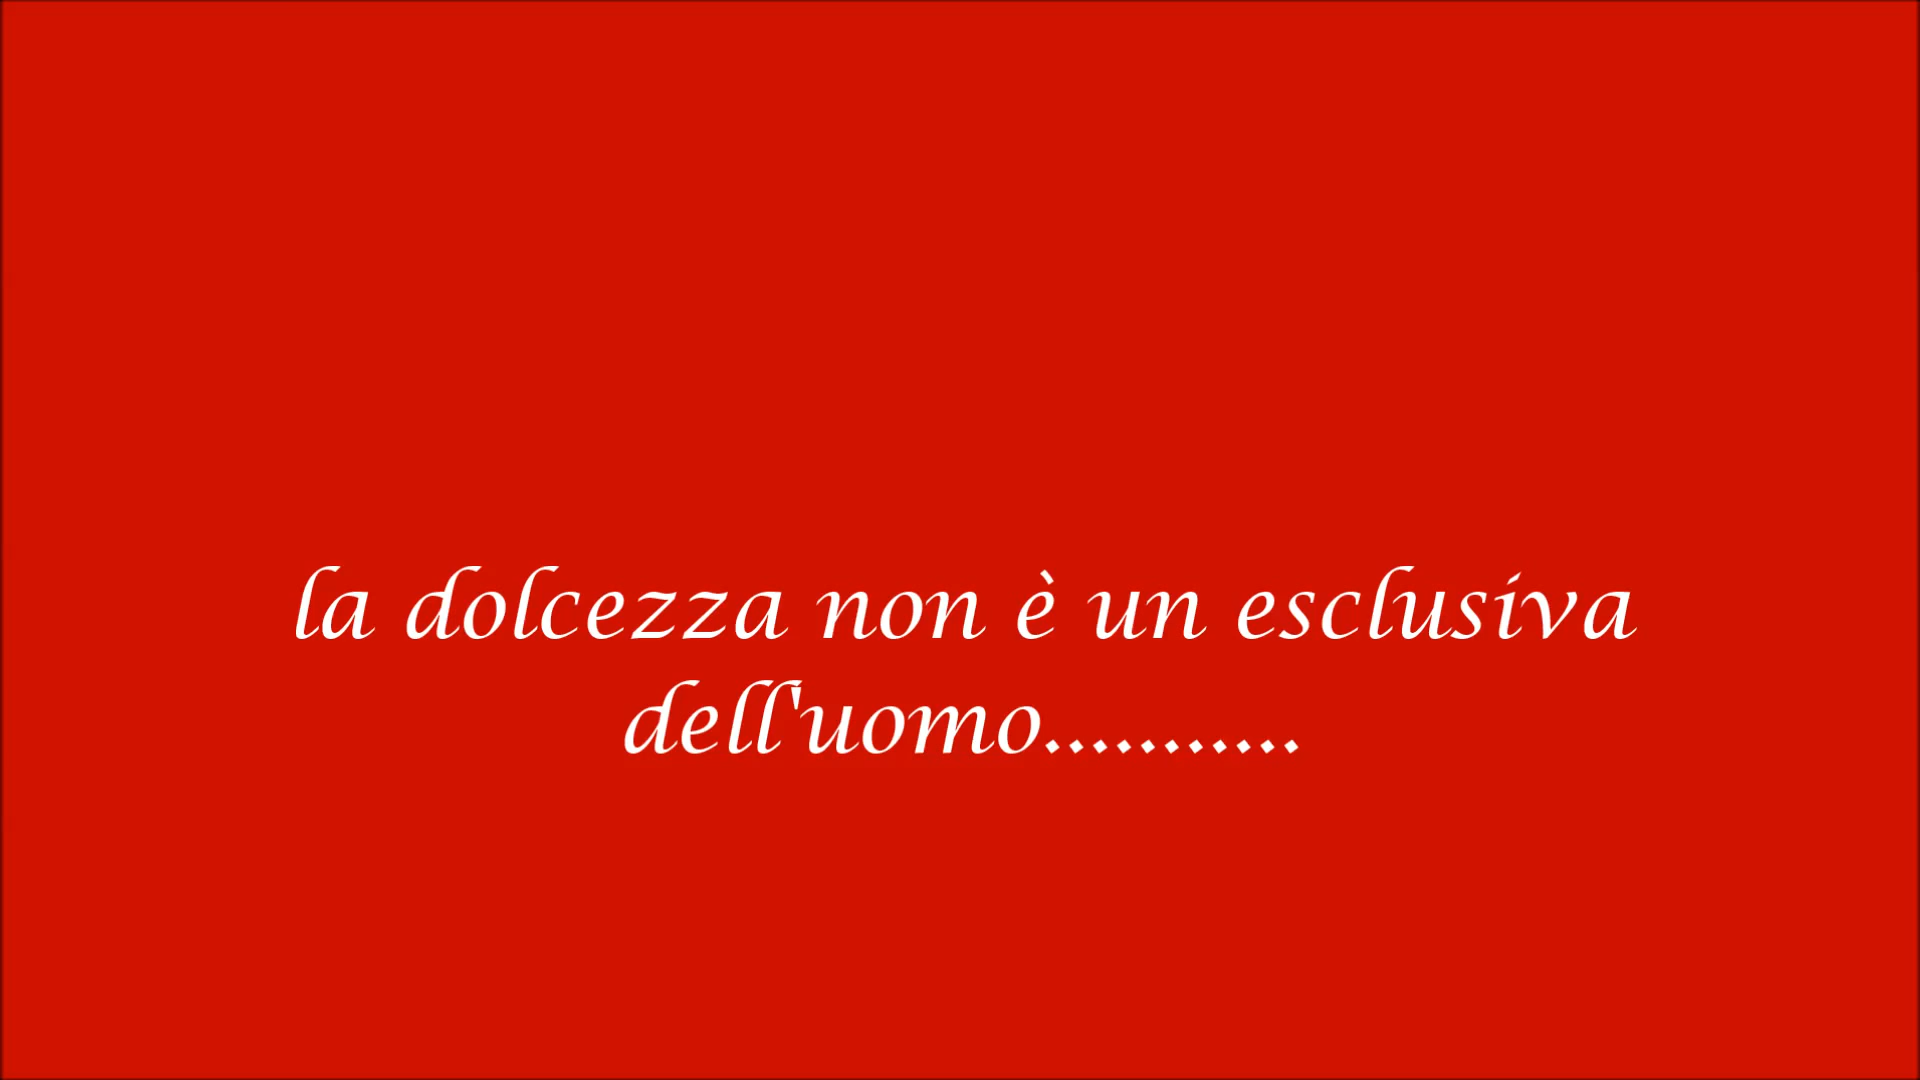 la dolcezza non è un esclusiva
dell'uomo...........